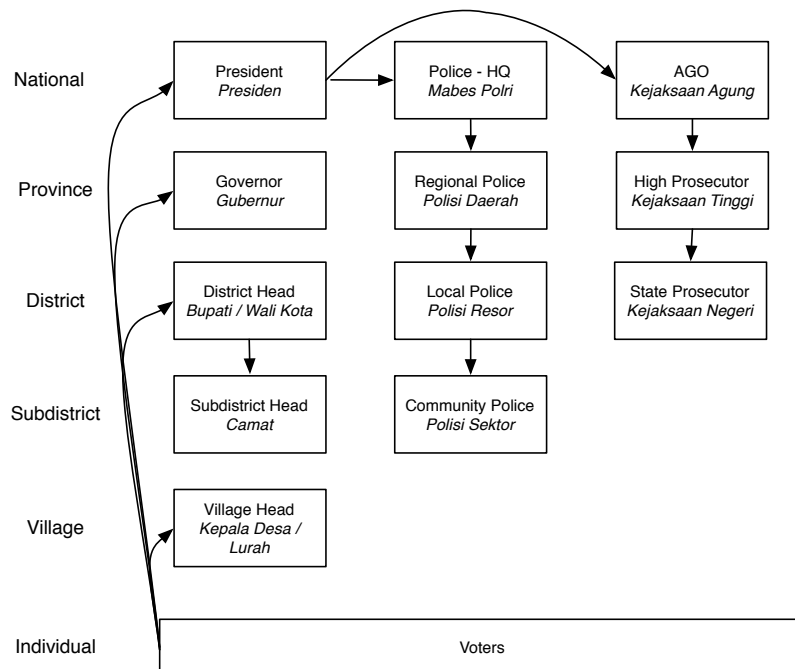 National
President
Presiden
Police - HQ
Mabes Polri
AGO
Kejaksaan Agung
Province
Governor
Gubernur
Regional Police
Polisi Daerah
High Prosecutor
Kejaksaan Tinggi
District
District Head
Bupati / Wali Kota
Local Police
Polisi Resor
State Prosecutor
Kejaksaan Negeri
Subdistrict
Subdistrict Head
Camat
Community Police
Polisi Sektor
Village
Village Head
Kepala Desa /
Lurah
Individual
Voters